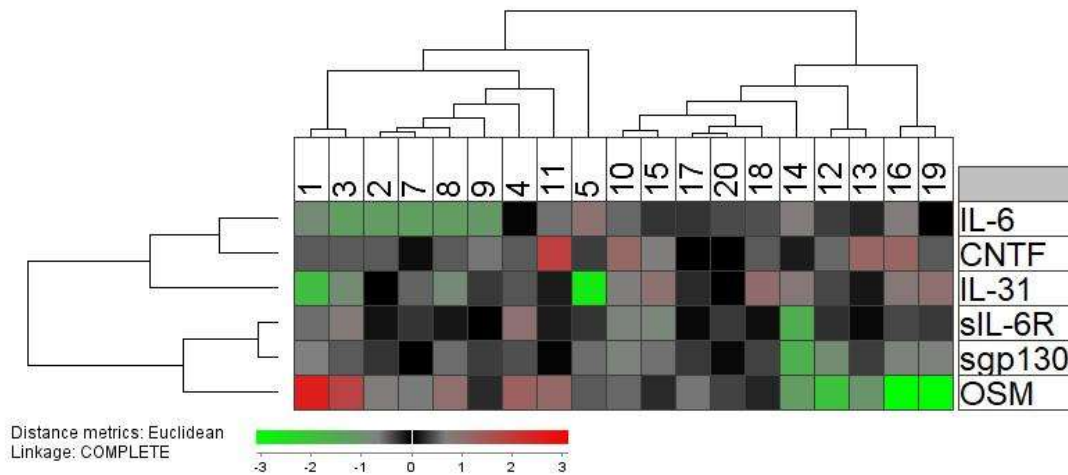 1 3 2 7 8 9 4 11 5 10 15 17 20 18 14 12 13 16 19
IL-6
CNTF
IL-31
sIL-6R
sgp130
OSM
Distance metrics: Euclidean
Linkage: COMPLETE
-3 -2 -1 0 1 2 3